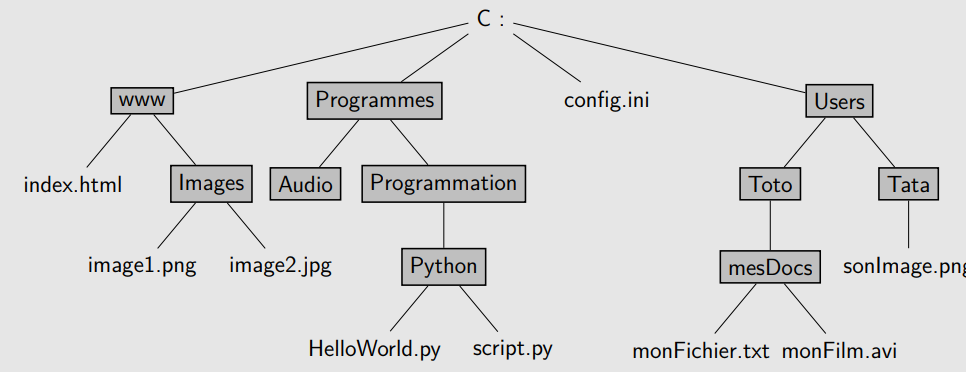 C :
www
Programmes
config.ini
Users
index.html
Images
Audio
Programmation
Toto
Tata
image1.png
image2.jpg
Python
mesDocs
sonImage.png
HelloWorld.py
script.py
monFichier.txt
monFilm.avi